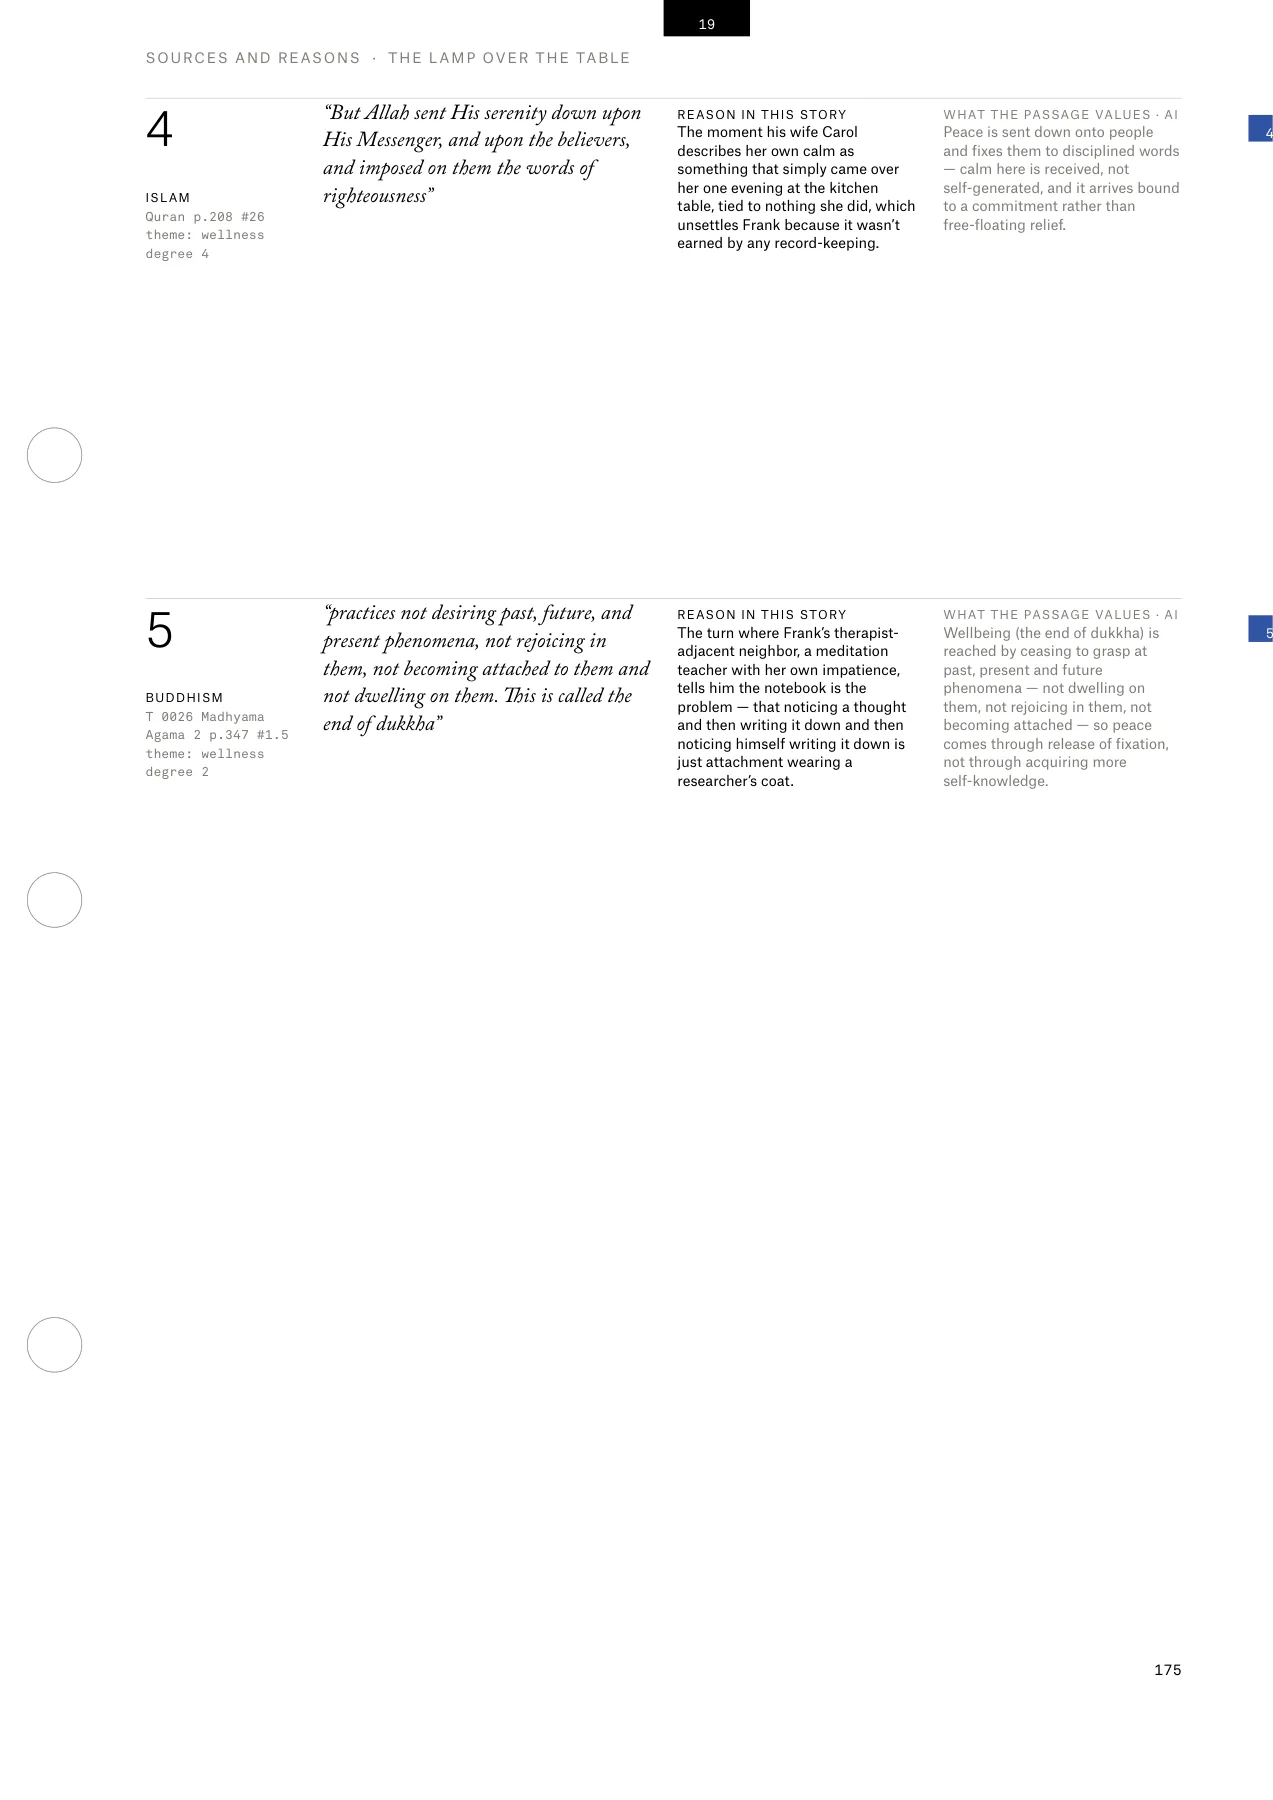 19
SOURCES AND REASONS · THE LAMP OVER THE TABLE
4
ISLAM
Quran p.208 #26
theme: wellness
degree 4
“But Allah sent His serenity down upon
His Messenger, and upon the believers,
and imposed on them the words of
righteousness”
REASON IN THIS STORY
The moment his wife Carol
describes her own calm as
something that simply came over
her one evening at the kitchen
table, tied to nothing she did, which
unsettles Frank because it wasn’t
earned by any record-keeping.
WHAT THE PASSAGE VALUES · AI
Peace is sent down onto people
and fixes them to disciplined words
— calm here is received, not
self-generated, and it arrives bound
to a commitment rather than
free-floating relief.
4
5
BUDDHISM
T 0026 Madhyama
Agama 2 p.347 #1.5
theme: wellness
degree 2
“practices not desiring past, future, and
present phenomena, not rejoicing in
them, not becoming attached to them and
not dwelling on them. This is called the
end of dukkha”
REASON IN THIS STORY
The turn where Frank’s therapist-
adjacent neighbor, a meditation
teacher with her own impatience,
tells him the notebook is the
problem — that noticing a thought
and then writing it down and then
noticing himself writing it down is
just attachment wearing a
researcher’s coat.
WHAT THE PASSAGE VALUES · AI
Wellbeing (the end of dukkha) is
reached by ceasing to grasp at
past, present and future
phenomena — not dwelling on
them, not rejoicing in them, not
becoming attached — so peace
comes through release of fixation,
not through acquiring more
self-knowledge.
5
175